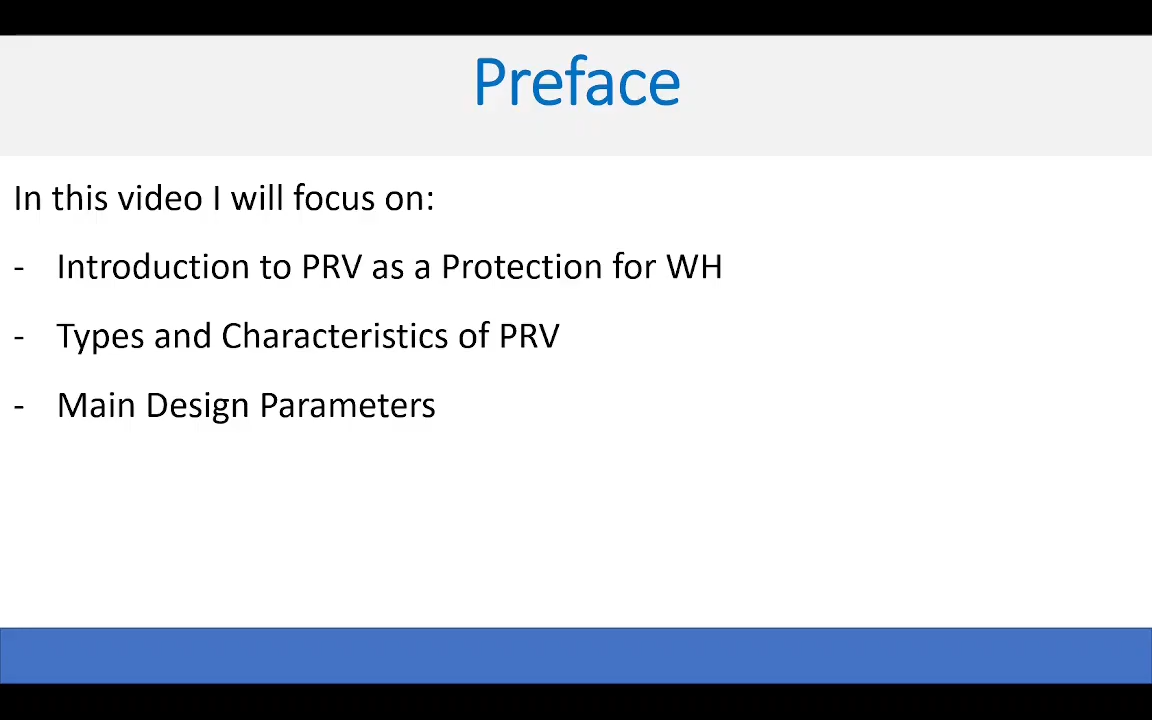 Preface
In this video I will focus on:
- Introduction to PRV as a Protection for WH
- Types and Characteristics of PRV
- Main Design Parameters